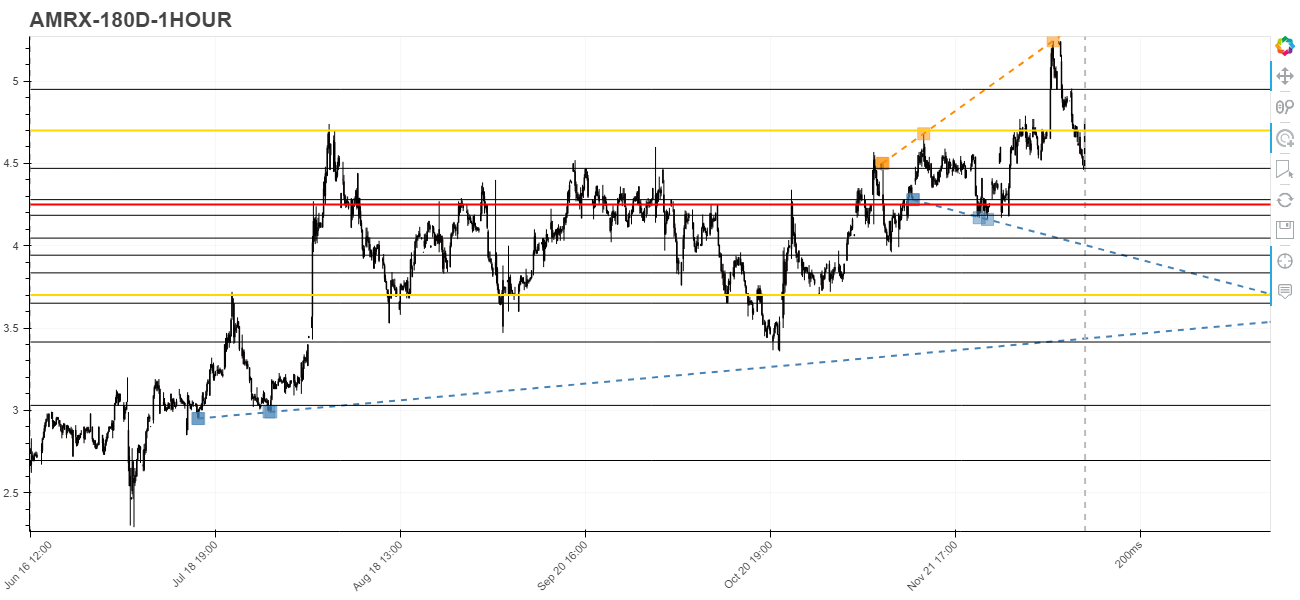 AMRX-180D-1HOUR
5
4.5
4
3.5
3
2.5
Jun 16 12:00
Jul 18 19:00
Aug 18 13:00
Sep 20 16:00
Oct 20 19:00
Nov 21 17:00
200ms